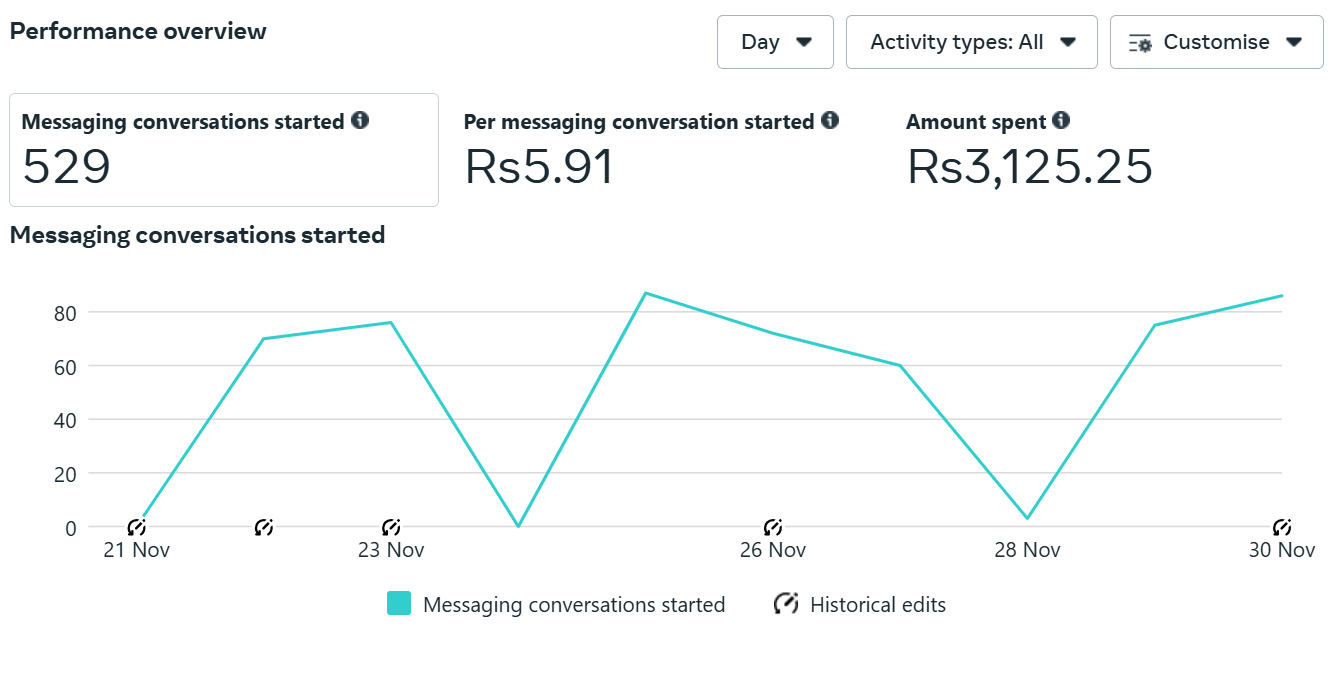 Performance overview
Day
Activity types: All
Customise
Messaging conversations started
529
Per messaging conversation started
Rs5.91
Amount spent
Rs3,125.25
Messaging conversations started
80
60
40
20
0
21 Nov
23 Nov
26 Nov
28 Nov
30 Nov
Messaging conversations started
Historical edits